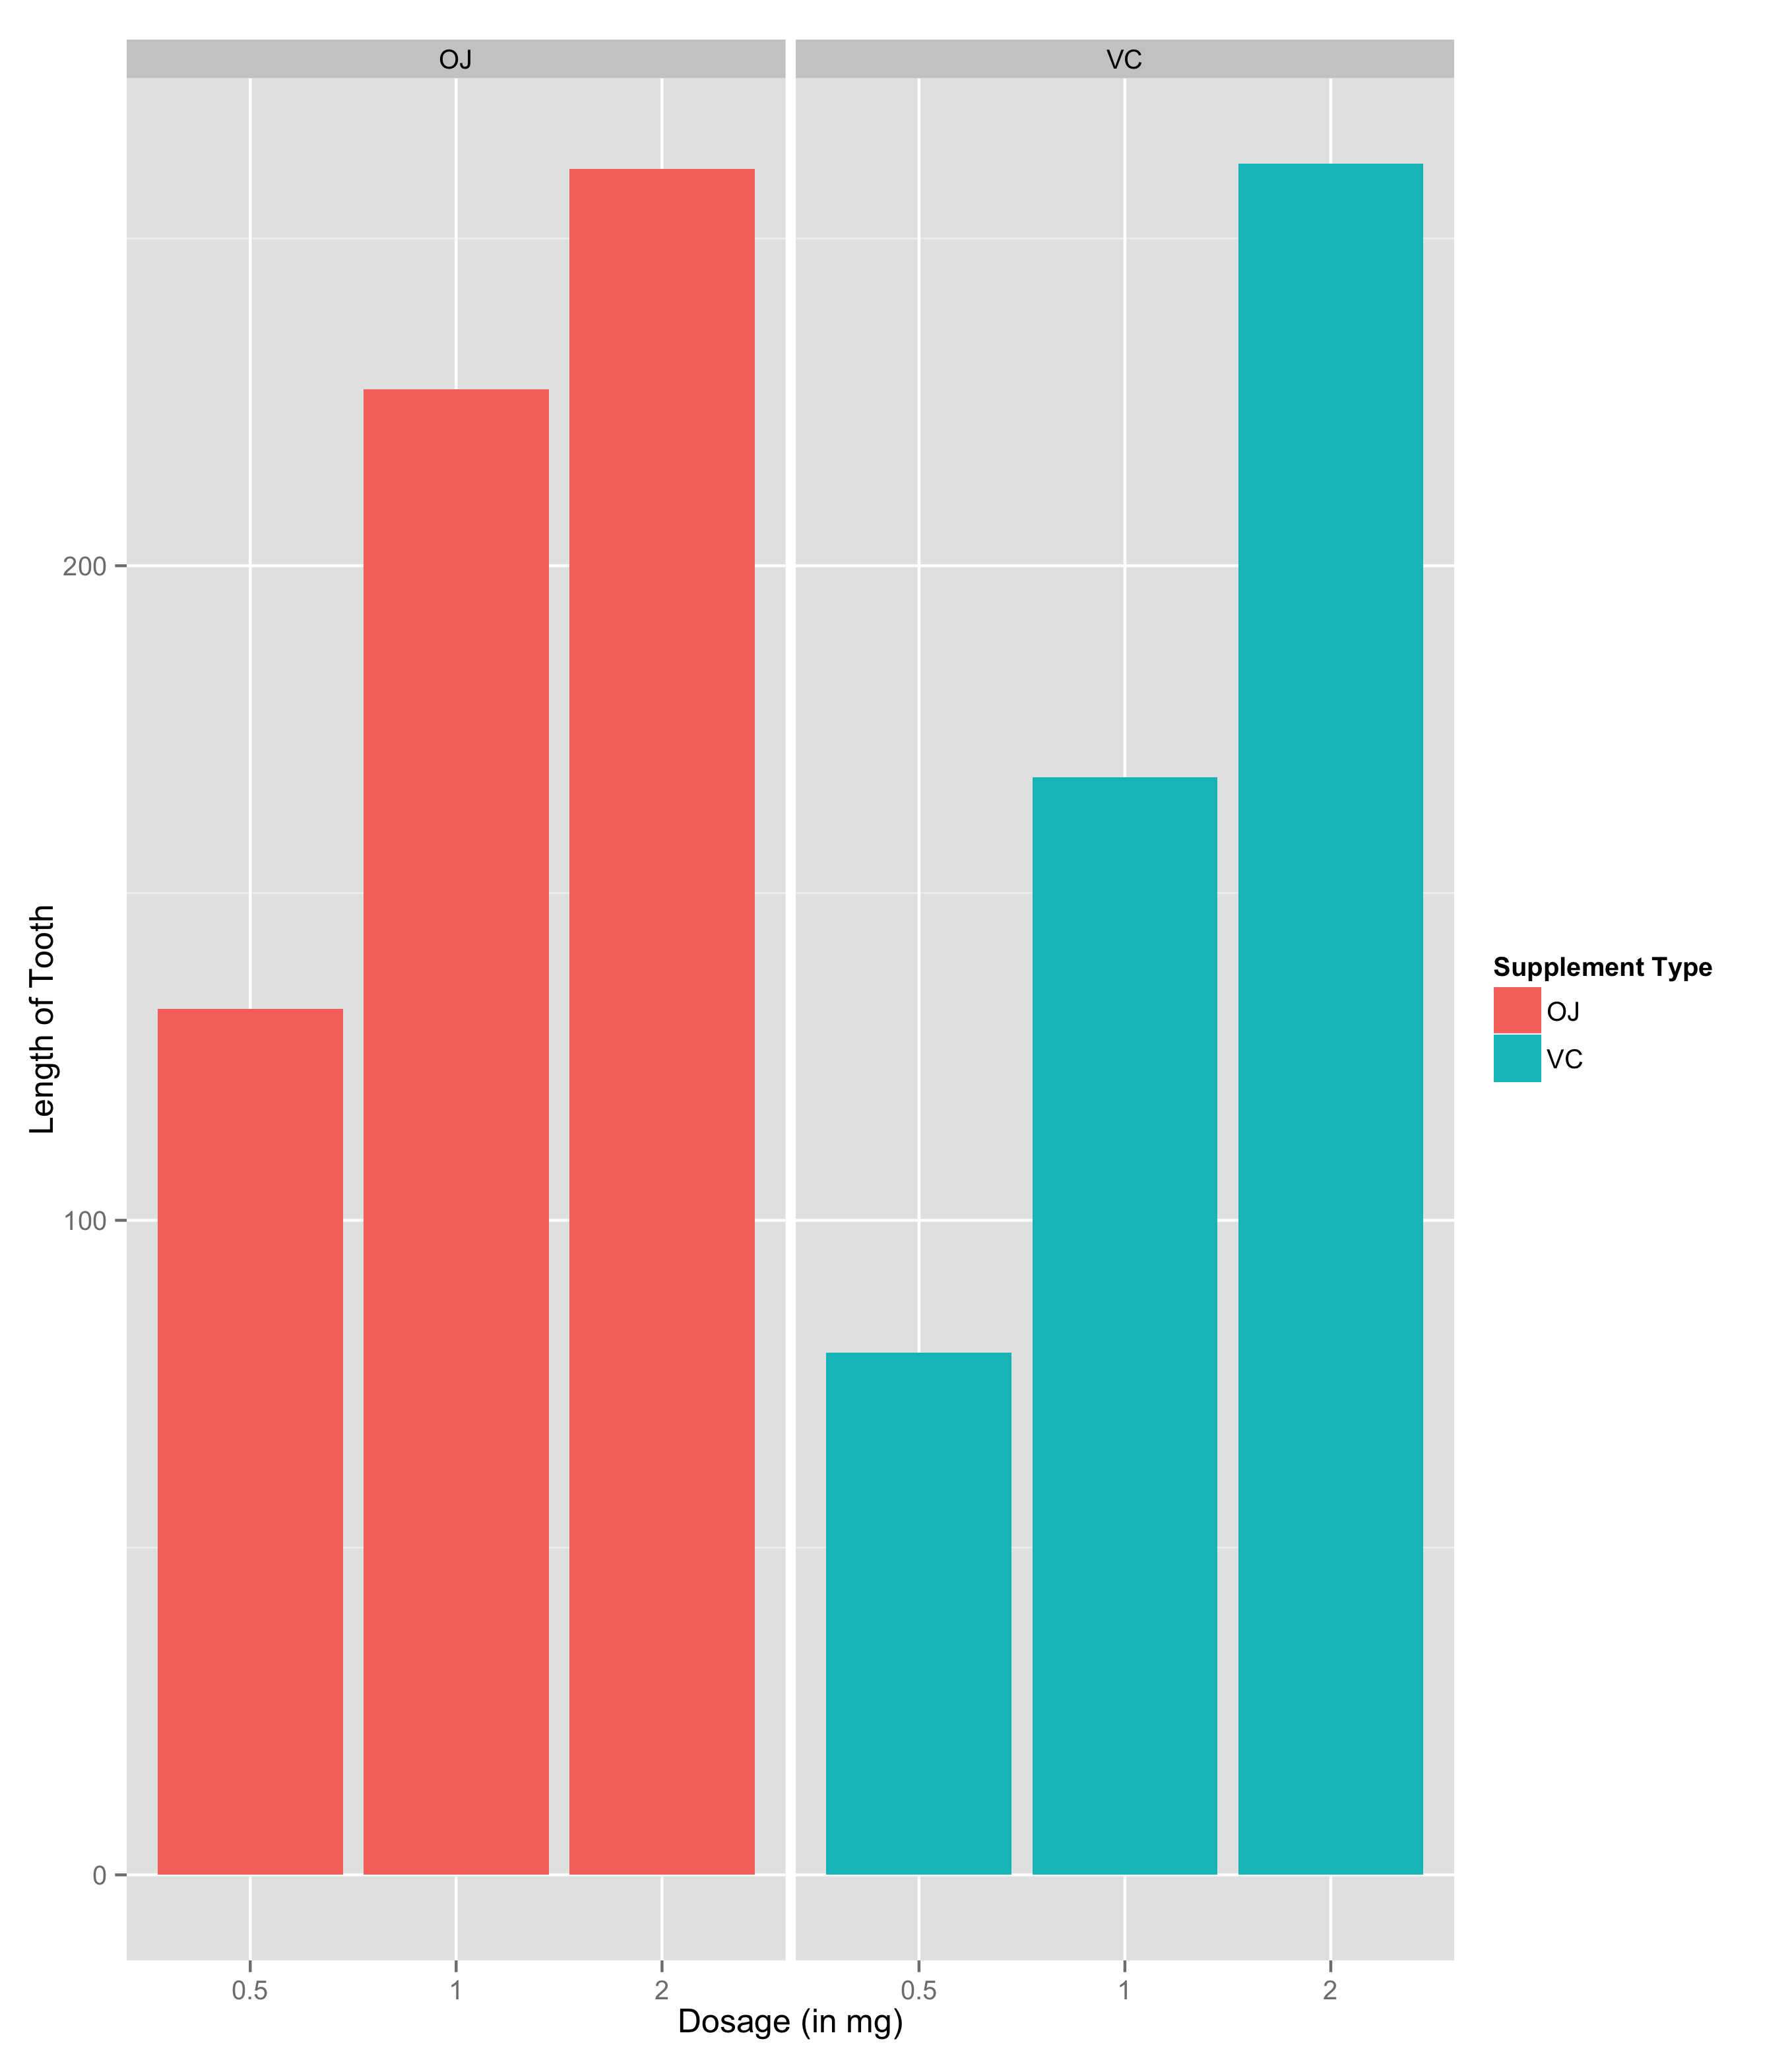 OJ VC
200
100
0
Length of Tooth
0.5 1 2 0.5 1 2
Dosage (in mg)
Supplement Type
OJ
VC